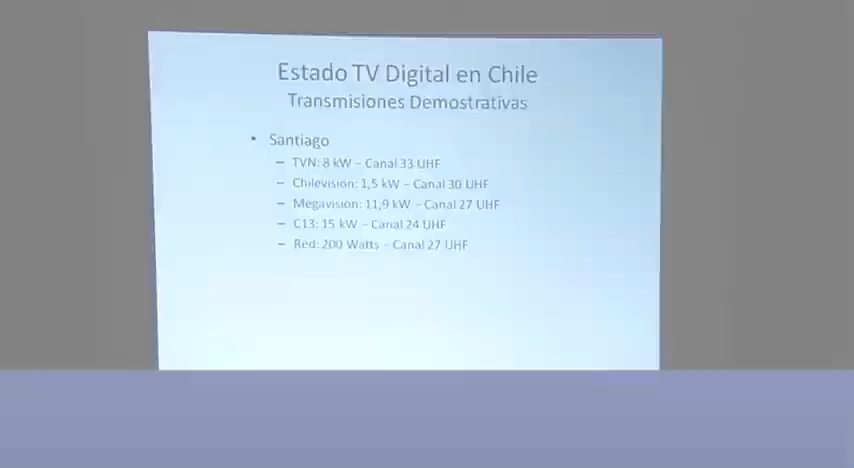 Estado TV Digital en Chile
Transmisiones Demostrativas
• Santiago
– TVN: 8 kW – Canal 33 UHF
– Chilevisión: 1,5 kW – Canal 30 UHF
– Megavisión: 11,9 kW – Canal 27 UHF
– C13: 15 kW – Canal 24 UHF
– Red: 200 Watts – Canal 27 UHF